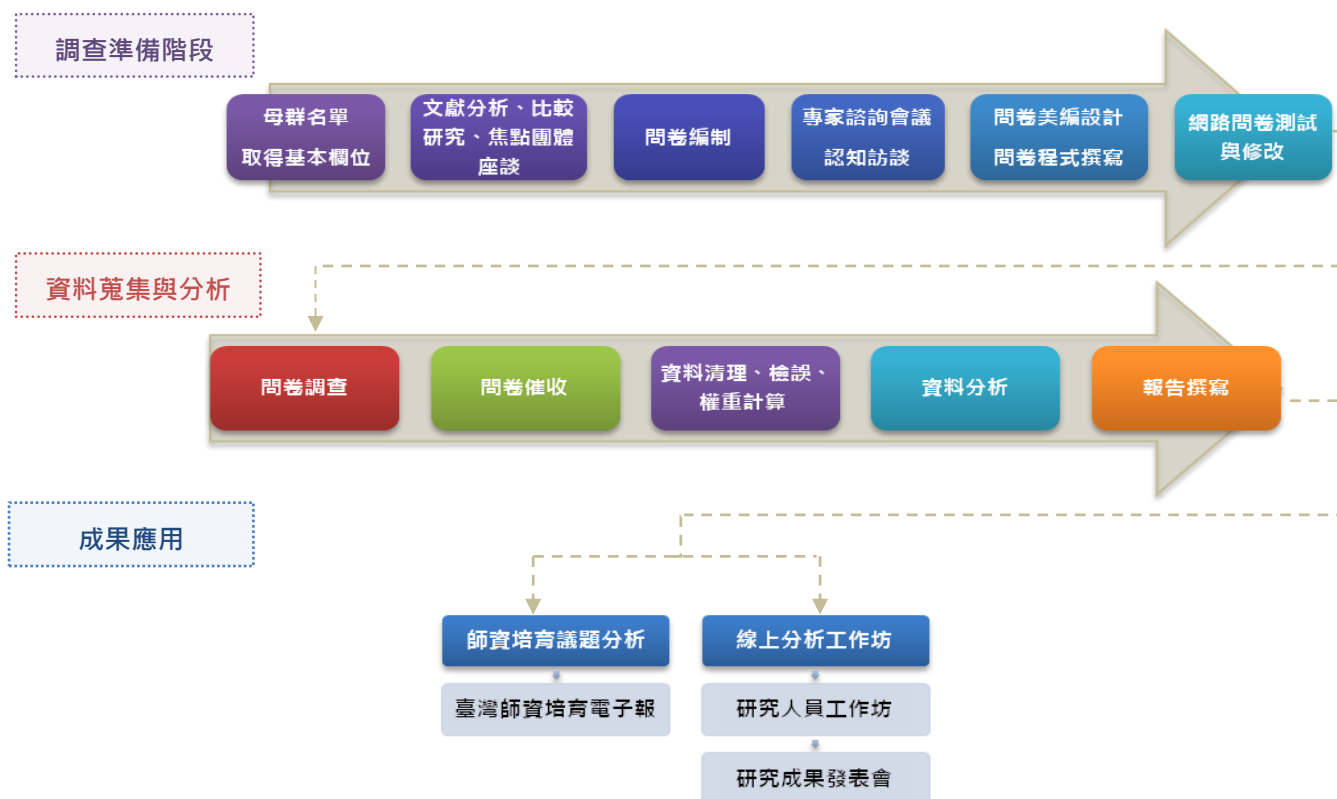 調查準備階段
母群名單
取得基本欄位
文獻分析、比較
研究、焦點團體
座談
問卷編制
專家諮詢會議
認知訪談
問卷美編設計
問卷程式撰寫
網路問卷測試
與修改
資料蒐集與分析
問卷調查
問卷催收
資料清理、檢誤、
權重計算
資料分析
報告撰寫
成果應用
師資培育議題分析
臺灣師資培育電子報
線上分析工作坊
研究人員工作坊
研究成果發表會